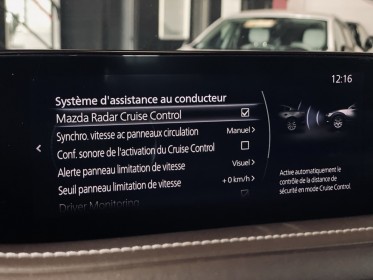 12:16
Système d'assistance au conducteur
Mazda Radar Cruise Control
Synchro. vitesse ac panneaux circulation Manuel
Conf. sonore de l'activation du Cruise Control
Alerte panneau limitation de vitesse Visuel
Seuil panneau limitation de vitesse + 0 km/h
Driver Monitoring
Active automatiquement le
contrôle de la distance de
sécurité en mode Cruise Control.